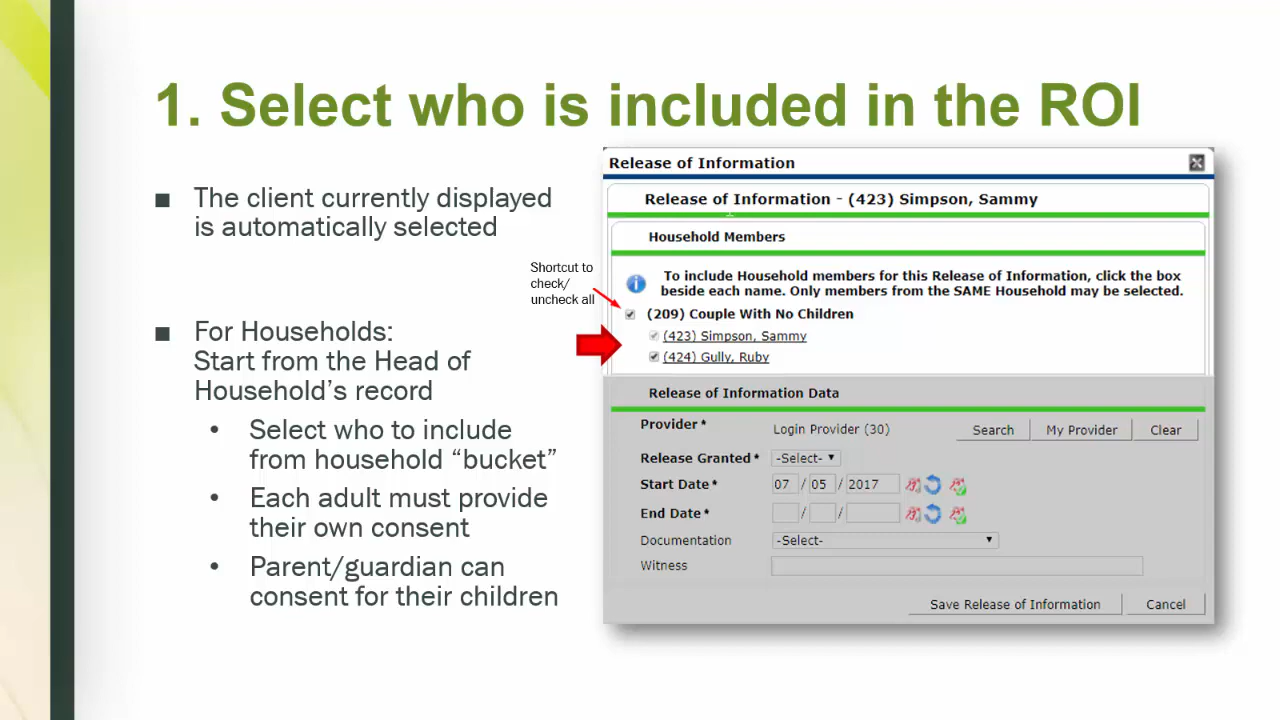 1. Select who is included in the ROI
■ The client currently displayed
is automatically selected
■ For Households:
Start from the Head of
Household’s record
• Select who to include
from household “bucket”
• Each adult must provide
their own consent
• Parent/guardian can
consent for their children
Shortcut to
check/
uncheck all
Release of Information
Release of Information - (423) Simpson, Sammy
Household Members
To include Household members for this Release of Information, click the box
beside each name. Only members from the SAME Household may be selected.
(209) Couple With No Children
(423) Simpson, Sammy
(424) Gully, Ruby
Release of Information Data
Provider* Login Provider (30) Search My Provider Clear
Release Granted* -Select-
Start Date* 07 / 05 / 2017
End Date* / /
Documentation -Select-
Witness
Save Release of Information Cancel